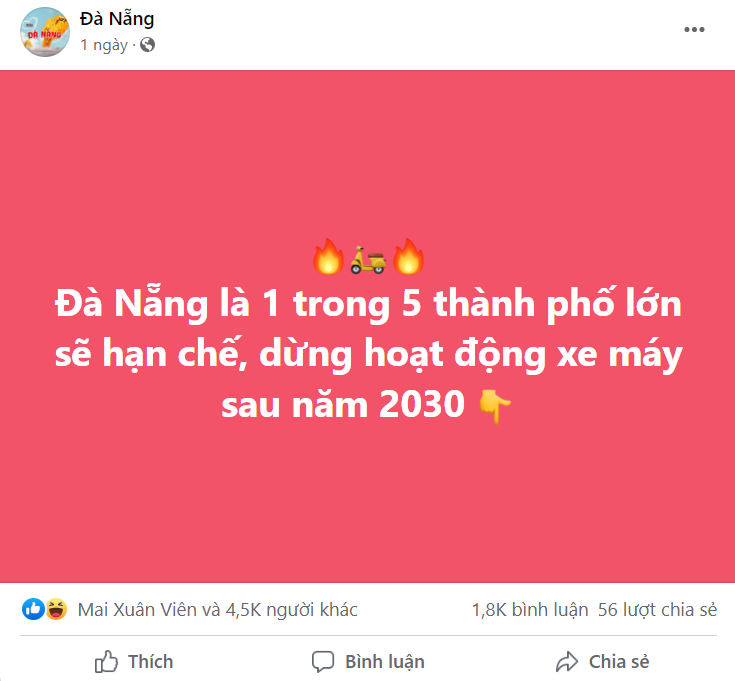 Đà Nẵng
1 ngày ·
ĐÀ NẴNG
🔥🛵🔥
Đà Nẵng là 1 trong 5 thành phố lớn
sẽ hạn chế, dừng hoạt động xe máy
sau năm 2030 👇
Mai Xuân Viên và 4,5K người khác
1,8K bình luận 56 lượt chia sẻ
Thích
Bình luận
Chia sẻ